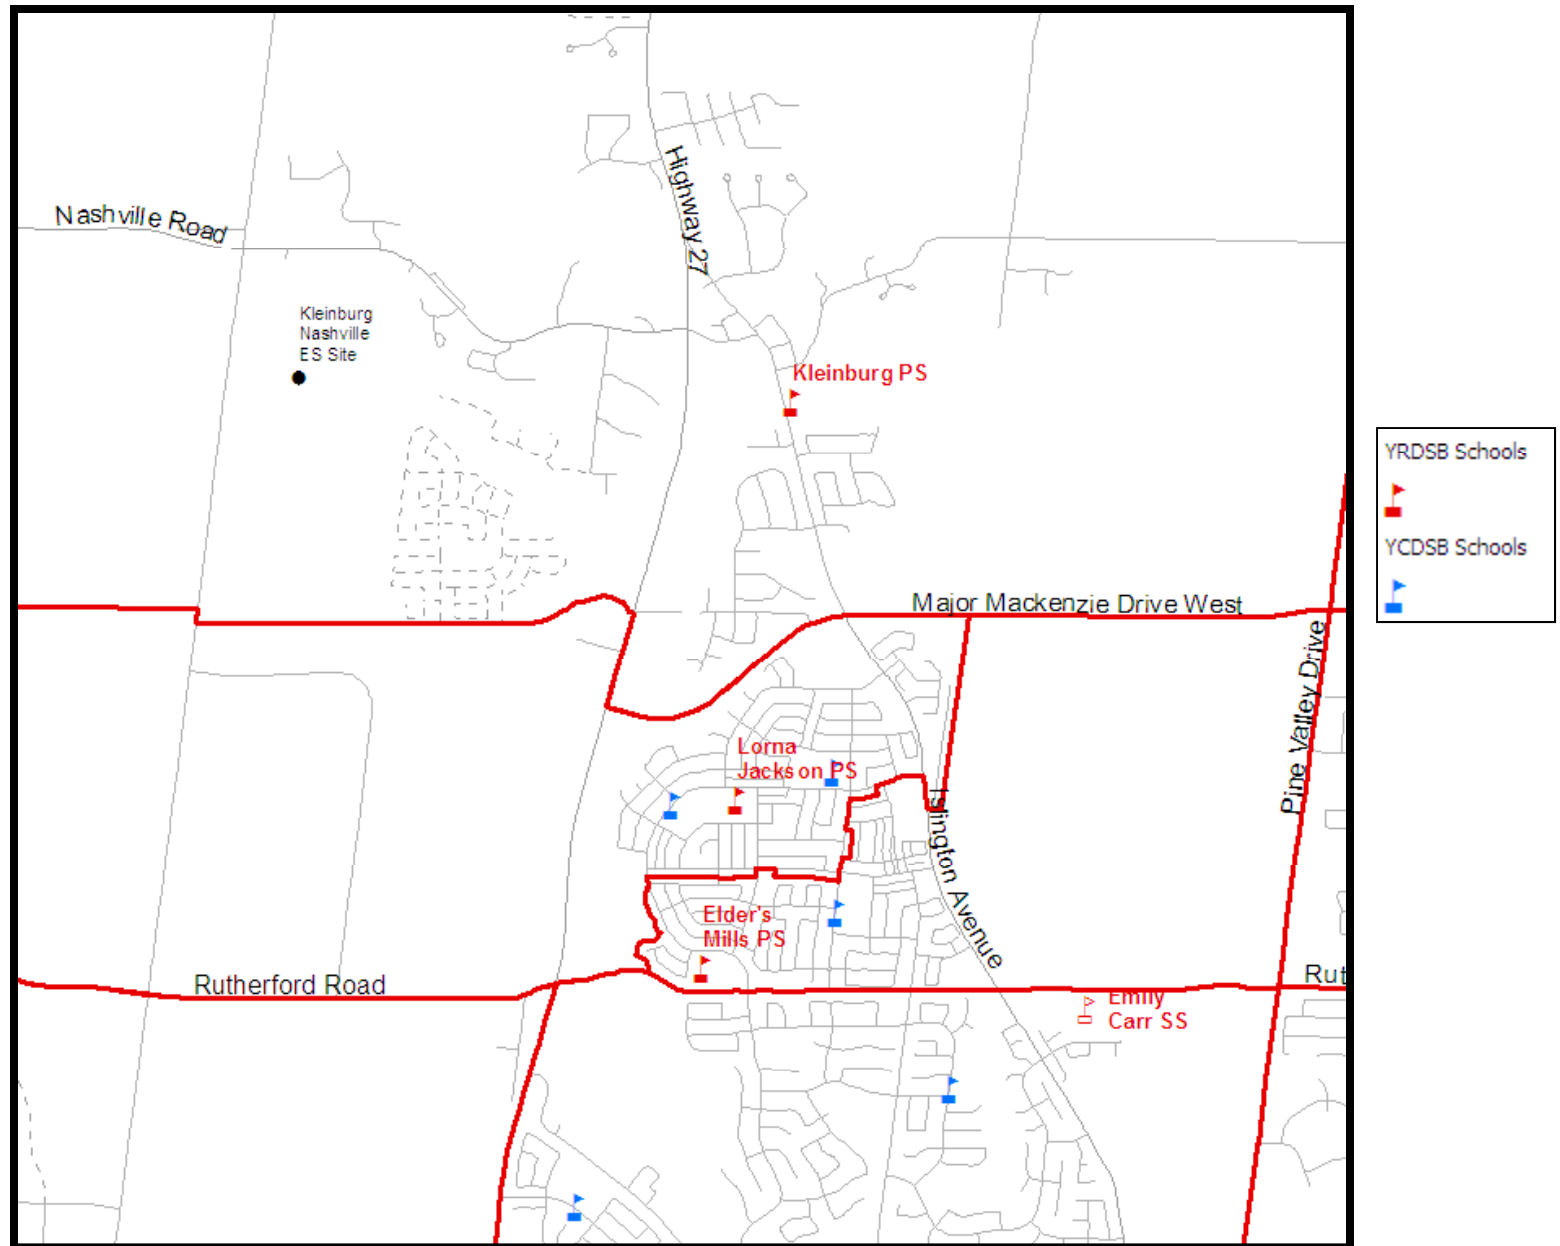 Nashville Road
Highway 27
Kleinburg
Nashville
ES Site
Kleinburg PS
YRDSB Schools
YCDSB Schools
Major Mackenzie Drive West
Pine Valley Drive
Lorna
Jackson PS
Islington Avenue
Elder's
Mills PS
Rutherford Road
Rut
Emily
Carr SS